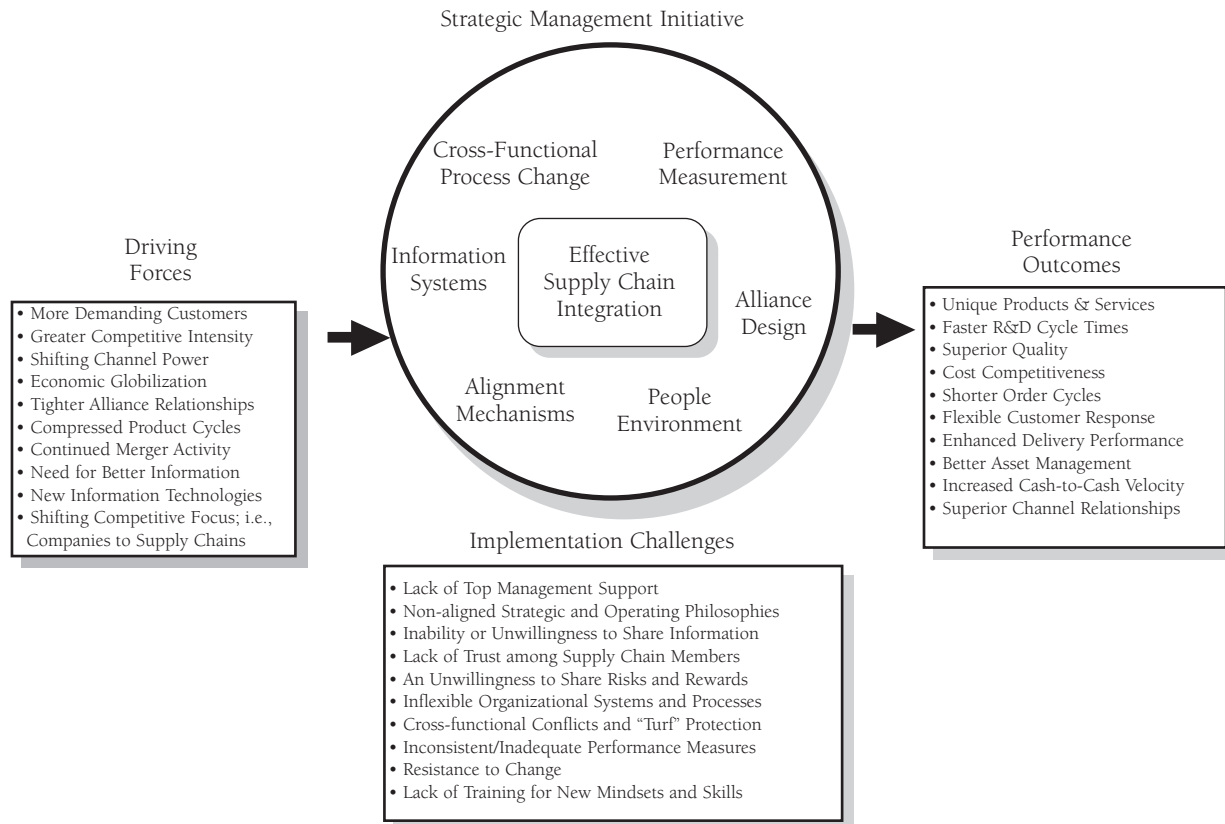 Strategic Management Initiative
Cross-Functional
Process Change
Performance
Measurement
Information
Systems
Effective
Supply Chain
Integration
Alliance
Design
Alignment
Mechanisms
People
Environment
Driving
Forces
• More Demanding Customers
• Greater Competitive Intensity
• Shifting Channel Power
• Economic Globilization
• Tighter Alliance Relationships
• Compressed Product Cycles
• Continued Merger Activity
• Need for Better Information
• New Information Technologies
• Shifting Competitive Focus; i.e.,
Companies to Supply Chains
Performance
Outcomes
• Unique Products & Services
• Faster R&D Cycle Times
• Superior Quality
• Cost Competitiveness
• Shorter Order Cycles
• Flexible Customer Response
• Enhanced Delivery Performance
• Better Asset Management
• Increased Cash-to-Cash Velocity
• Superior Channel Relationships
Implementation Challenges
• Lack of Top Management Support
• Non-aligned Strategic and Operating Philosophies
• Inability or Unwillingness to Share Information
• Lack of Trust among Supply Chain Members
• An Unwillingness to Share Risks and Rewards
• Inflexible Organizational Systems and Processes
• Cross-functional Conflicts and “Turf” Protection
• Inconsistent/Inadequate Performance Measures
• Resistance to Change
• Lack of Training for New Mindsets and Skills